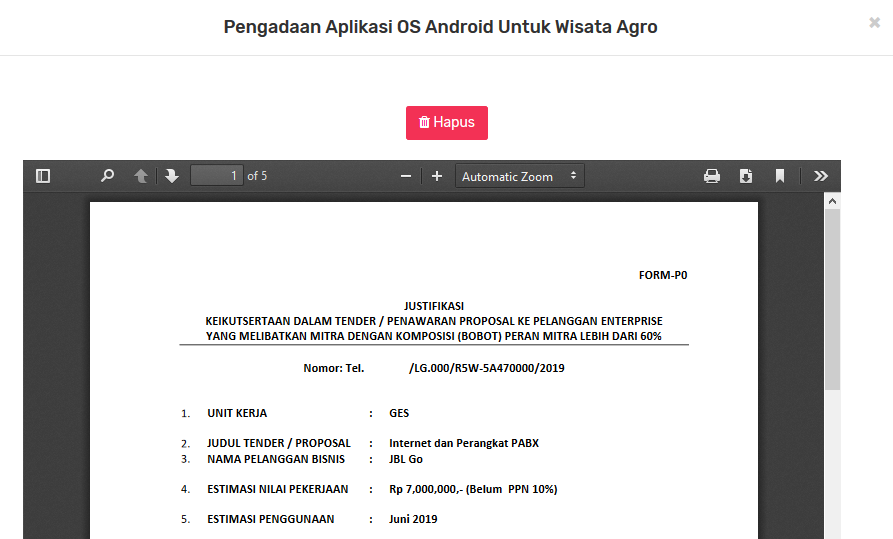 Pengadaan Aplikasi OS Android Untuk Wisata Agro
Hapus
1 of 5
Automatic Zoom
FORM-P0
JUSTIFIKASI
KEIKUTSERTAAN DALAM TENDER / PENAWARAN PROPOSAL KE PELANGGAN ENTERPRISE
YANG MELIBATKAN MITRA DENGAN KOMPOSISI (BOBOT) PERAN MITRA LEBIH DARI 60%
Nomor: Tel. /LG.000/R5W-5A470000/2019
1. UNIT KERJA : GES
2. JUDUL TENDER / PROPOSAL : Internet dan Perangkat PABX
3. NAMA PELANGGAN BISNIS : JBL Go
4. ESTIMASI NILAI PEKERJAAN : Rp 7,000,000,- (Belum PPN 10%)
5. ESTIMASI PENGGUNAAN : Juni 2019